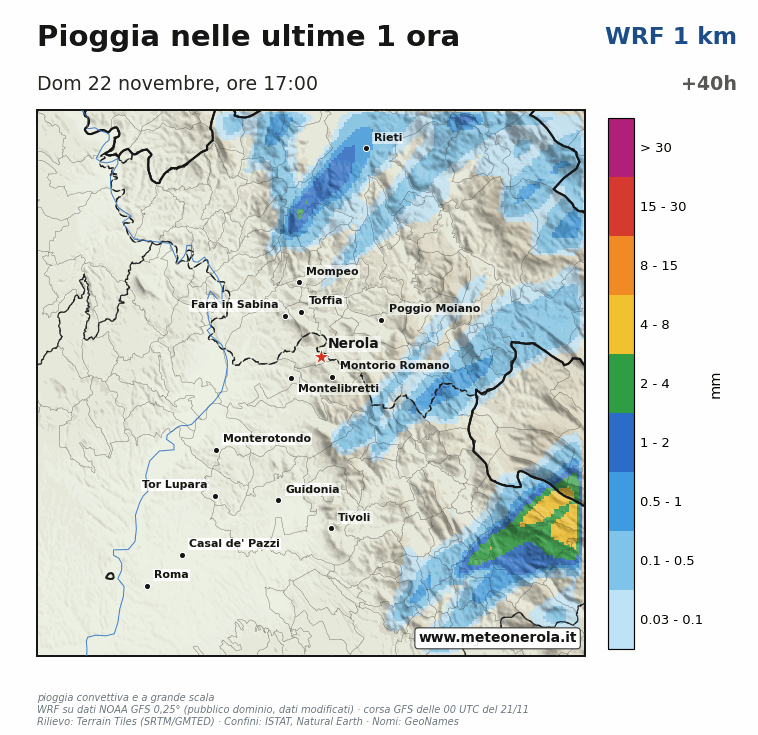 Pioggia nelle ultime 1 ora
WRF 1 km
Dom 22 novembre, ore 17:00
+40h
Rieti
Mompeo
Fara in Sabina
Toffia
Poggio Moiano
Nerola
Montorio Romano
Montelibretti
Monterotondo
Tor Lupara
Guidonia
Tivoli
Casal de' Pazzi
Roma
www.meteonerola.it
> 30
15 - 30
8 - 15
4 - 8
2 - 4
1 - 2
0.5 - 1
0.1 - 0.5
0.03 - 0.1
mm
pioggia convettiva e a grande scala
WRF su dati NOAA GFS 0,25° (pubblico dominio, dati modificati) · corsa GFS delle 00 UTC del 21/11
Rilievo: Terrain Tiles (SRTM/GMTED) · Confini: ISTAT, Natural Earth · Nomi: GeoNames